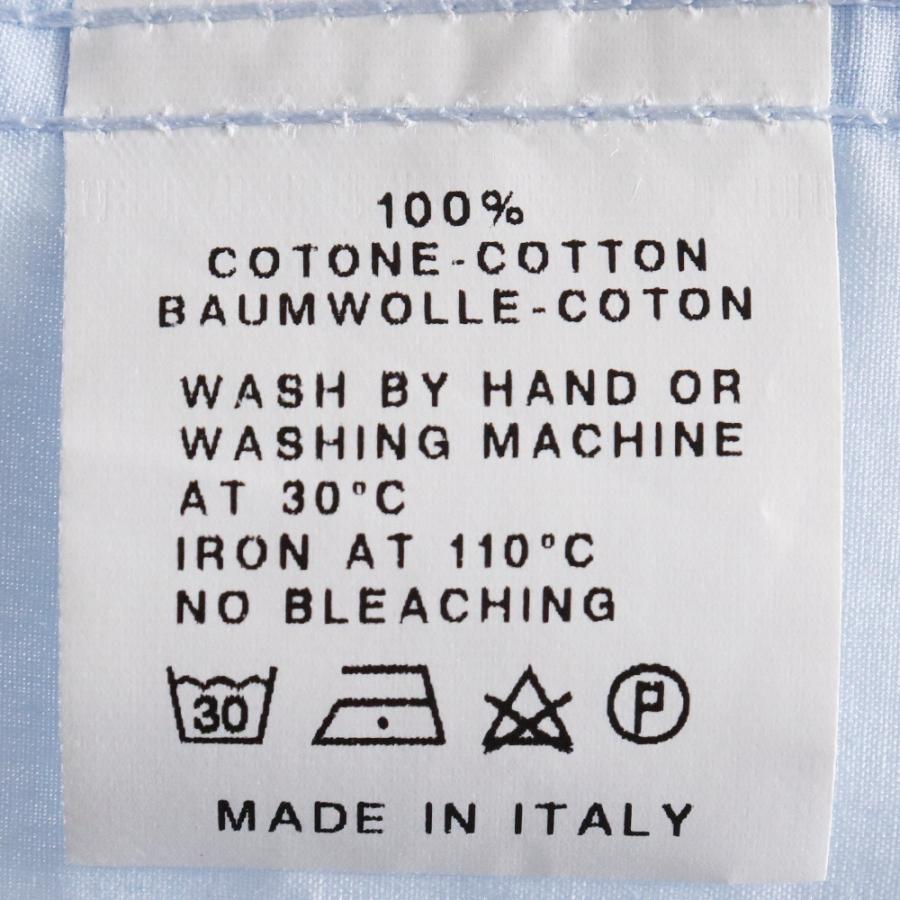 100%
COTONE-COTTON
BAUMWOLLE-COTON
WASH BY HAND OR
WASHING MACHINE
AT 30°C
IRON AT 110°C
NO BLEACHING
30 P
MADE IN ITALY